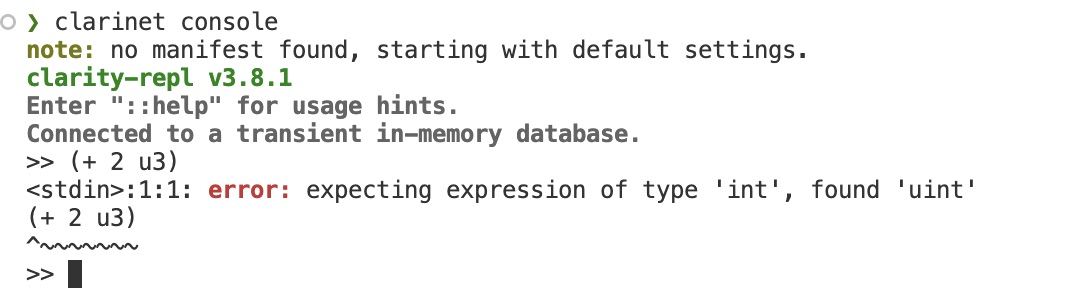 ❯ clarinet console
note: no manifest found, starting with default settings.
clarity-repl v3.8.1
Enter "::help" for usage hints.
Connected to a transient in-memory database.
>> (+ 2 u3)
<stdin>:1:1: error: expecting expression of type 'int', found 'uint'
(+ 2 u3)
^~~~~~~~
>>